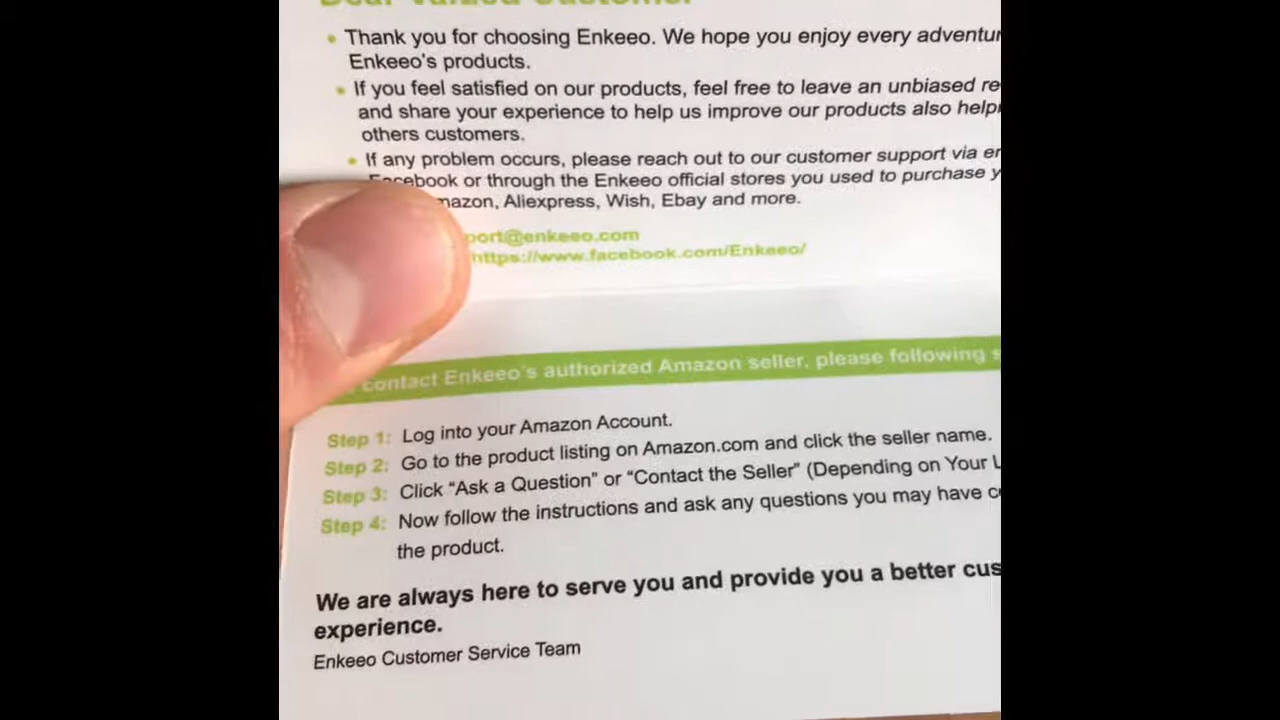 Dear Valued Customer
Thank you for choosing Enkeeo. We hope you enjoy every
Enkeeo's products.
If you feel satisfied on our products, feel free to leave an unbiased
and share your experience to help us improve our products also
others customers.
If any problem occurs, please reach out to our customer support via
Facebook or through the Enkeeo official stores you used to purchase
Aliexpress, Wish, Ebay and more.
@enkeeo.com
https://www.facebook.com/Enkeeo/
contact Enkeeo's authorized Amazon seller, please following
Step 1: Log into your Amazon Account.
Step 2: Go to the product listing on Amazon.com and click the seller name.
Step 3: Click “Ask a Question” or “Contact the Seller” (Depending on Your
Step 4: Now follow the instructions and ask any questions you may have
the product.
We are always here to serve you and provide you a better
experience.
Enkeeo Customer Service Team